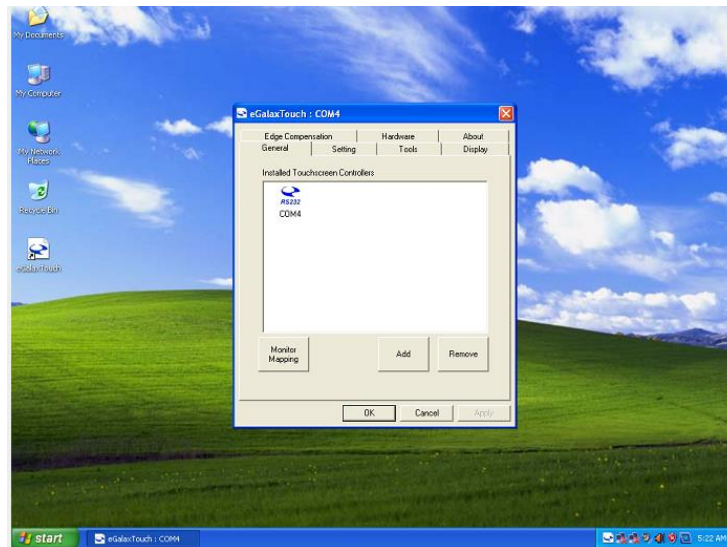 My Documents
My Computer
My Network
Places
Recycle Bin
eGalaxTouch
eGalaxTouch : COM4
Edge Compensation
Hardware
About
General
Setting
Tools
Display
Installed Touchscreen Controllers
RS232
COM4
Monitor
Mapping
Add
Remove
OK
Cancel
Apply
start
eGalaxTouch : COM4
5:22 AM